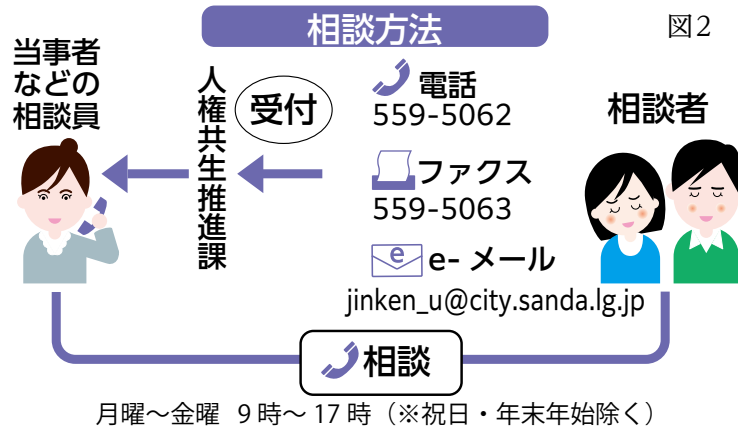 相談方法
図2
当事者
などの
相談員
人権共生推進課
受付
電話
559-5062
ファクス
559-5063
e
e-メール
jinken_u@city.sanda.lg.jp
相談者
相談
月曜〜金曜 9時〜17時（※祝日・年末年始除く）